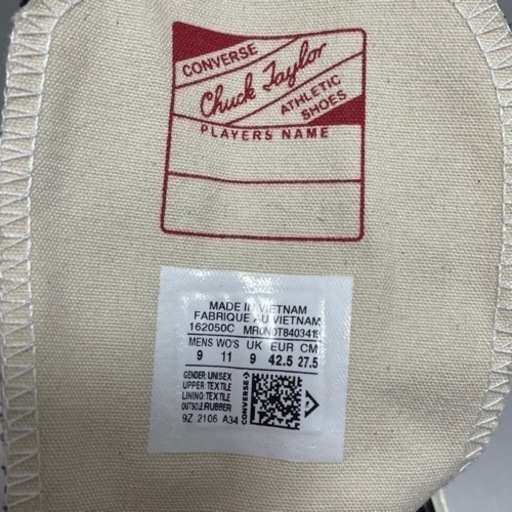 CONVERSE
Chuck Taylor
ATHLETIC
SHOES
PLAYERS NAME
MADE IN VIETNAM
FABRIQUE AU VIETNAM
162050C
MENS WO'S UK EUR CM
9 11 9 42.5 27.5
GENDER: UNISEX
UPPER: TEXTILE
LINING: TEXTILE
OUTSOLE: RUBBER
9Z 2106 A34
CONVERSE